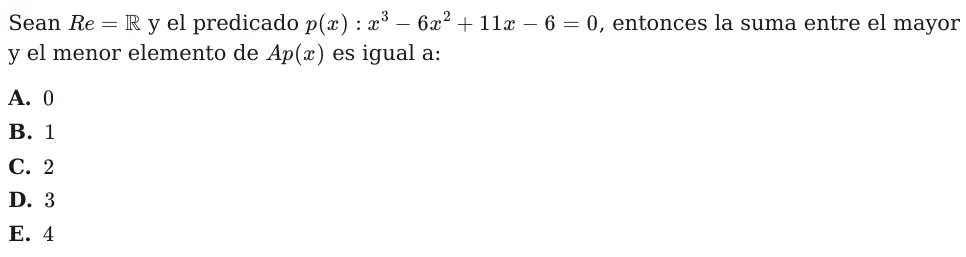 Sean Re = ℝ y el predicado p(x) : x³ − 6x² + 11x − 6 = 0, entonces la suma entre el mayor
y el menor elemento de Ap(x) es igual a:
A. 0
B. 1
C. 2
D. 3
E. 4